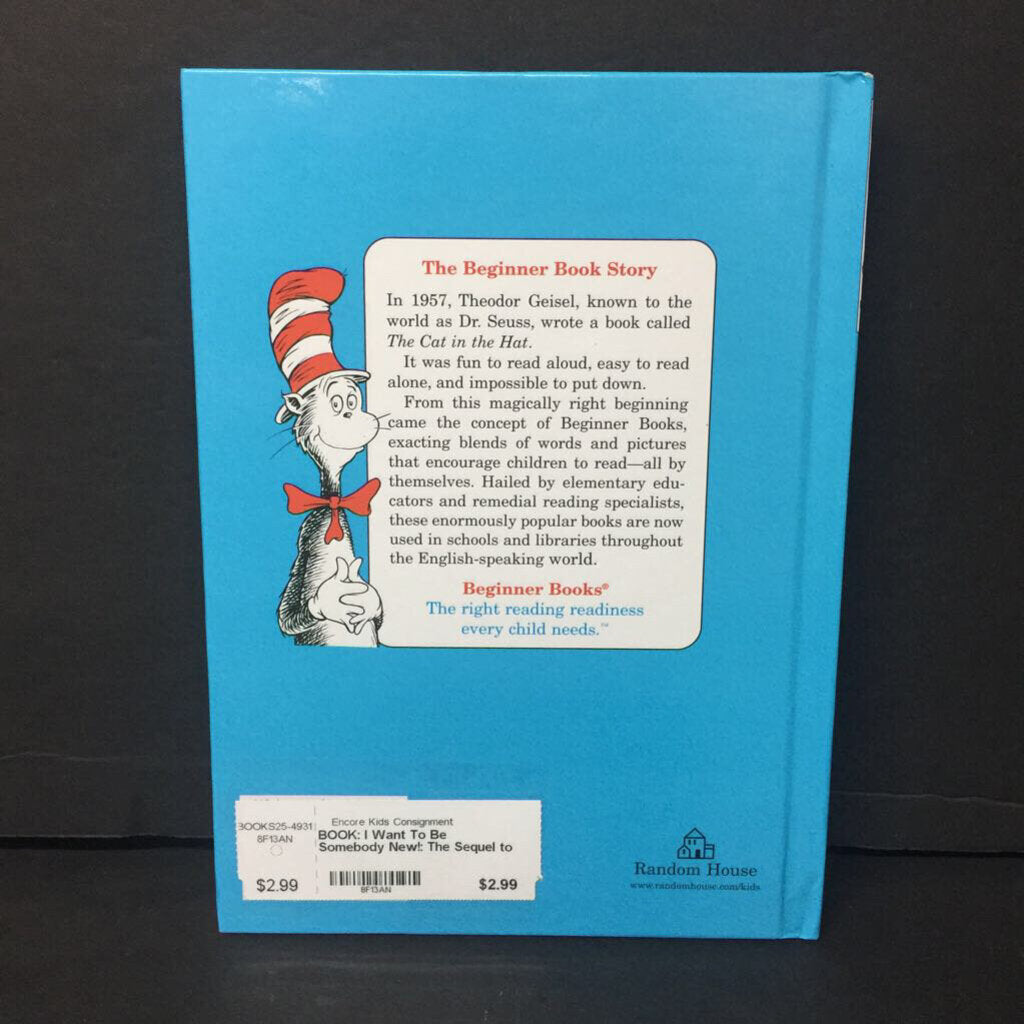 The Beginner Book Story
In 1957, Theodor Geisel, known to the
world as Dr. Seuss, wrote a book called
The Cat in the Hat.
It was fun to read aloud, easy to read
alone, and impossible to put down.
From this magically right beginning
came the concept of Beginner Books,
exacting blends of words and pictures
that encourage children to read—all by
themselves. Hailed by elementary edu-
cators and remedial reading specialists,
these enormously popular books are now
used in schools and libraries throughout
the English-speaking world.
Beginner Books®
The right reading readiness
every child needs.™
BOOKS25-4931
8F13AN
$2.99
Encore Kids Consignment
BOOK: I Want To Be
Somebody New!: The Sequel to
8F13AN
$2.99
Random House
www.randomhouse.com/kids